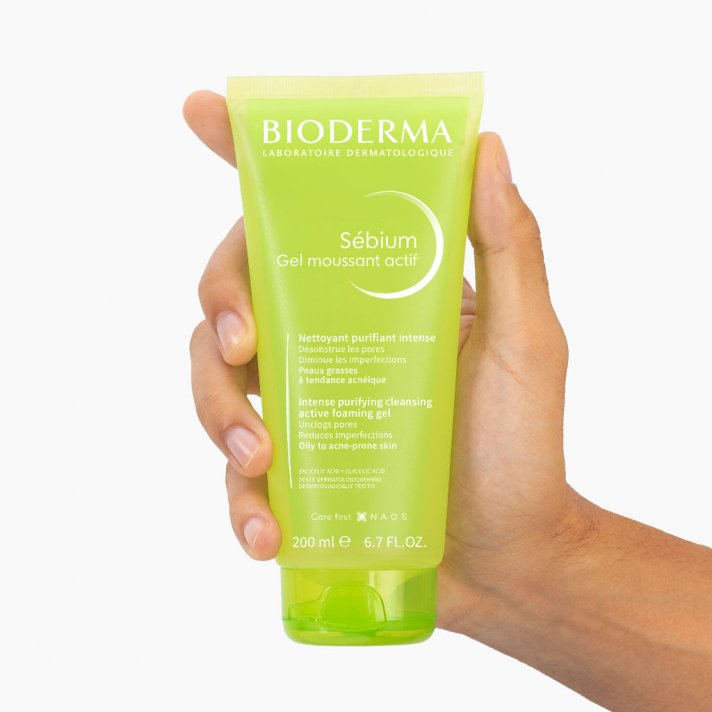 BIODERMA
LABORATOIRE DERMATOLOGIQUE
Sébium
Gel moussant actif
Nettoyant purifiant intense
Désobstrue les pores
Diminue les imperfections
Peaux grasses
à tendance acnéique
Intense purifying cleansing
active foaming gel
Unclogs pores
Reduces imperfections
Oily to acne-prone skin
SALICYLIC ACID + GLYCOLIC ACID
TESTÉ DERMATOLOGIQUEMENT
DERMATOLOGICALLY TESTED
Care first. NAOS
200 ml ℮ 6.7 FL.OZ.